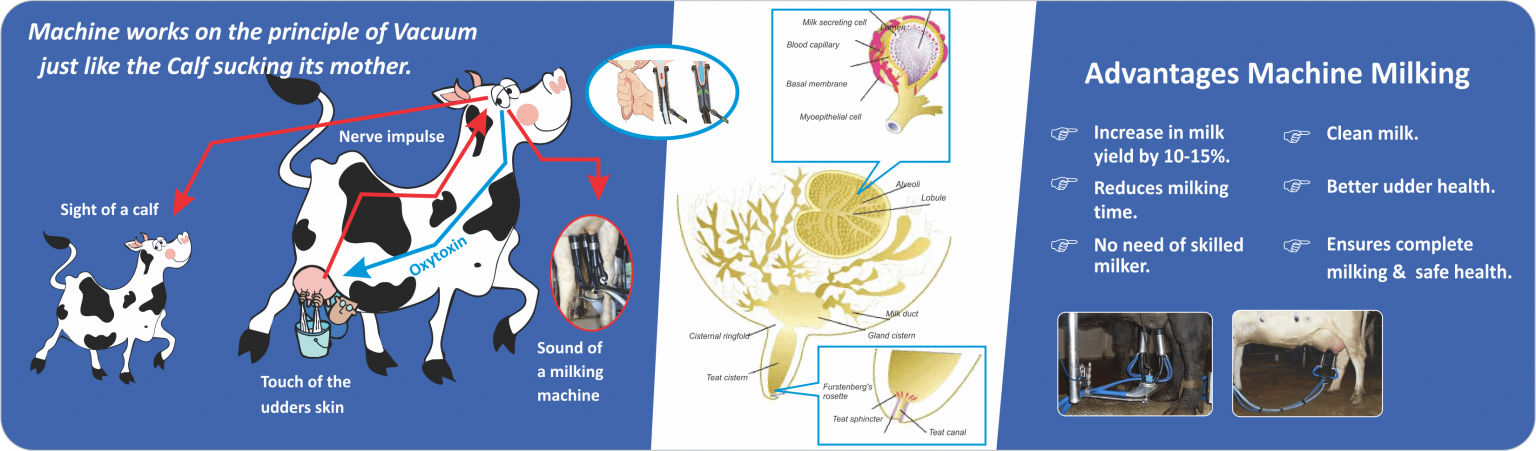 Machine works on the principle of Vacuum
just like the Calf sucking its mother.
Nerve impulse
Sight of a calf
Oxytoxin
Touch of the
udders skin
Sound of
a milking
machine
Milk secreting cell
Lumen
Blood capillary
Basal membrane
Myoepithelial cell
Alveoli
Lobule
Milk duct
Cisternal ringfold
Gland cistern
Teat cistern
Furstenberg's
rosette
Teat sphincter
Teat canal
Advantages Machine Milking
Increase in milk
yield by 10-15%.
Reduces milking
time.
No need of skilled
milker.
Clean milk.
Better udder health.
Ensures complete
milking & safe health.